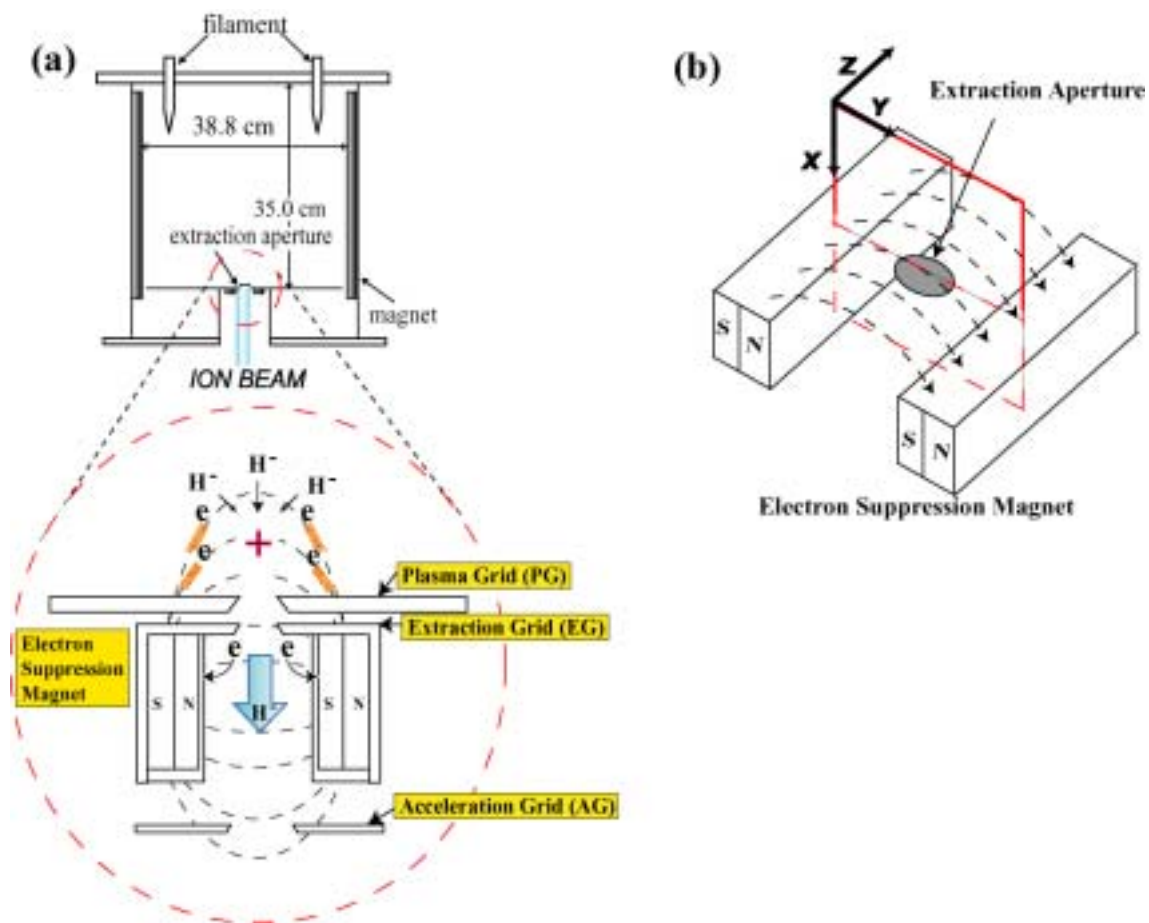 (a)
filament
38.8 cm
35.0 cm
extraction aperture
magnet
ION BEAM
H⁻
H⁻
H⁻
e
e
e
e
+
Plasma Grid (PG)
Extraction Grid (EG)
Electron
Suppression
Magnet
e
e
S
N
H
S
N
Acceleration Grid (AG)
(b)
Z
Extraction Aperture
Y
X
S
N
S
N
Electron Suppression Magnet